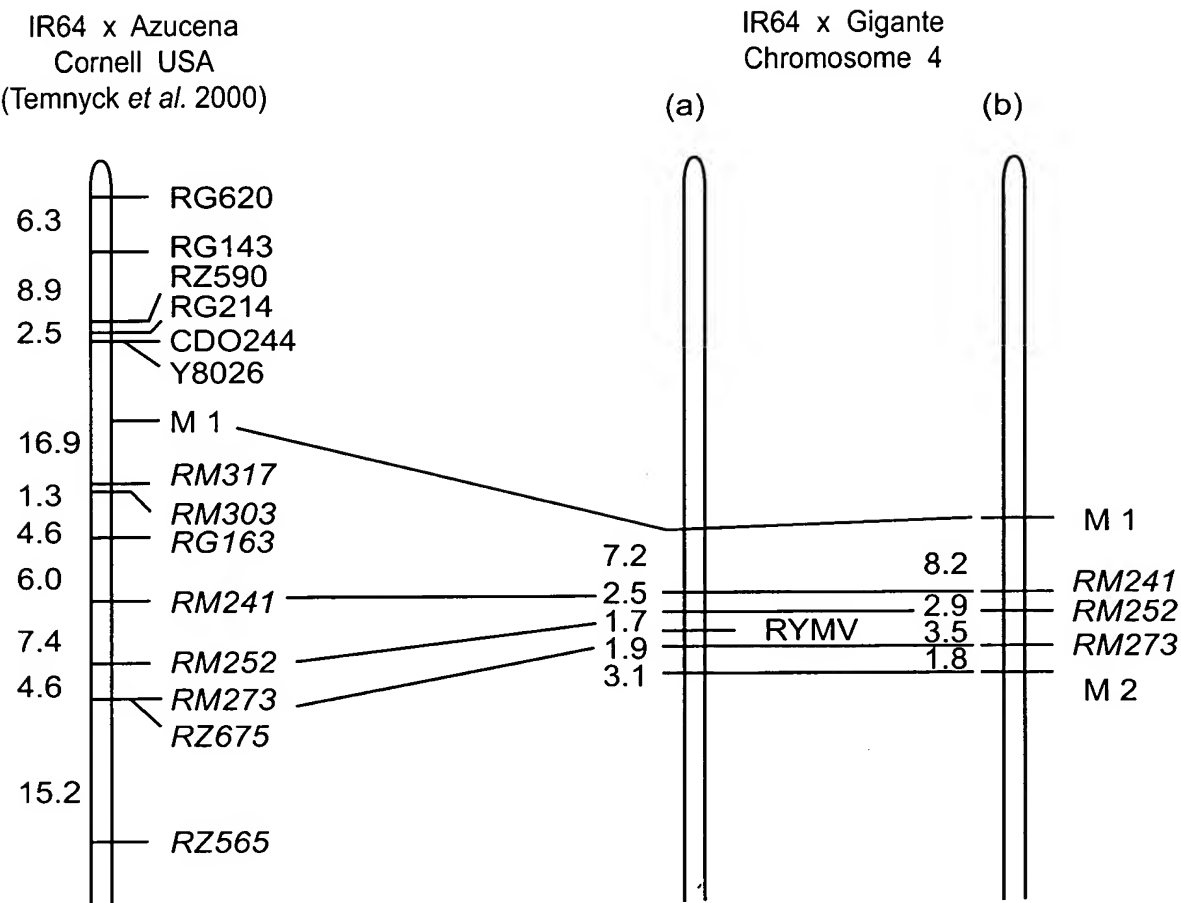 IR64 x Azucena
Cornell USA
(Temnyck et al. 2000)
IR64 x Gigante
Chromosome 4
(a)
(b)
RG620
6.3
RG143
RZ590
8.9
RG214
2.5
CDO244
Y8026
M 1
16.9
RM317
1.3
RM303
4.6
RG163
6.0
RM241
7.4
RM252
4.6
RM273
RZ675
15.2
RZ565
7.2
2.5
1.7
RYMV
1.9
3.1
8.2
2.9
3.5
1.8
M 1
RM241
RM252
RM273
M 2